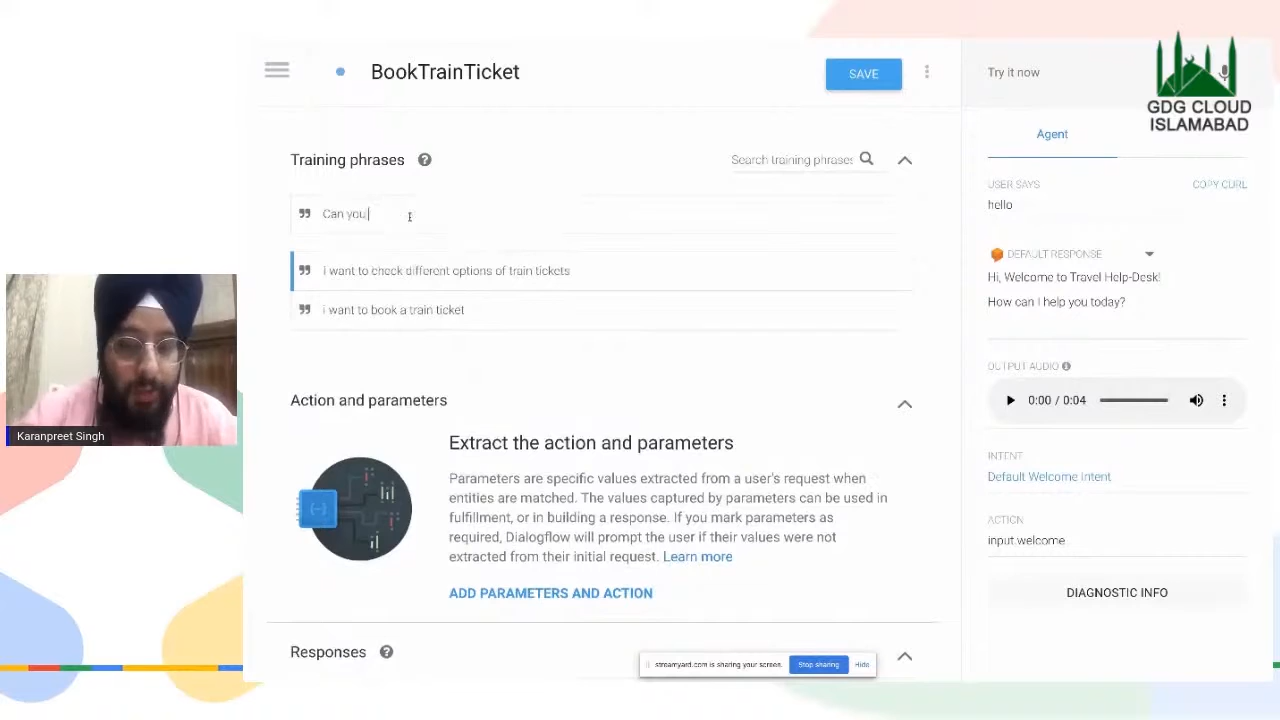 BookTrainTicket
SAVE
Try it now
GDG CLOUD
ISLAMABAD
Agent
Training phrases
Search training phrases
Can you
i want to check different options of train tickets
i want to book a train ticket
USER SAYS
COPY CURL
hello
DEFAULT RESPONSE
Hi, Welcome to Travel Help-Desk!
How can I help you today?
OUTPUT AUDIO
0:00 / 0:04
INTENT
Default Welcome Intent
ACTION
input.welcome
DIAGNOSTIC INFO
Karanpreet Singh
Action and parameters
Extract the action and parameters
Parameters are specific values extracted from a user's request when
entities are matched. The values captured by parameters can be used in
fulfillment, or in building a response. If you mark parameters as
required, Dialogflow will prompt the user if their values were not
extracted from their initial request. Learn more
ADD PARAMETERS AND ACTION
Responses
streamyard.com is sharing your screen.
Stop sharing
Hide